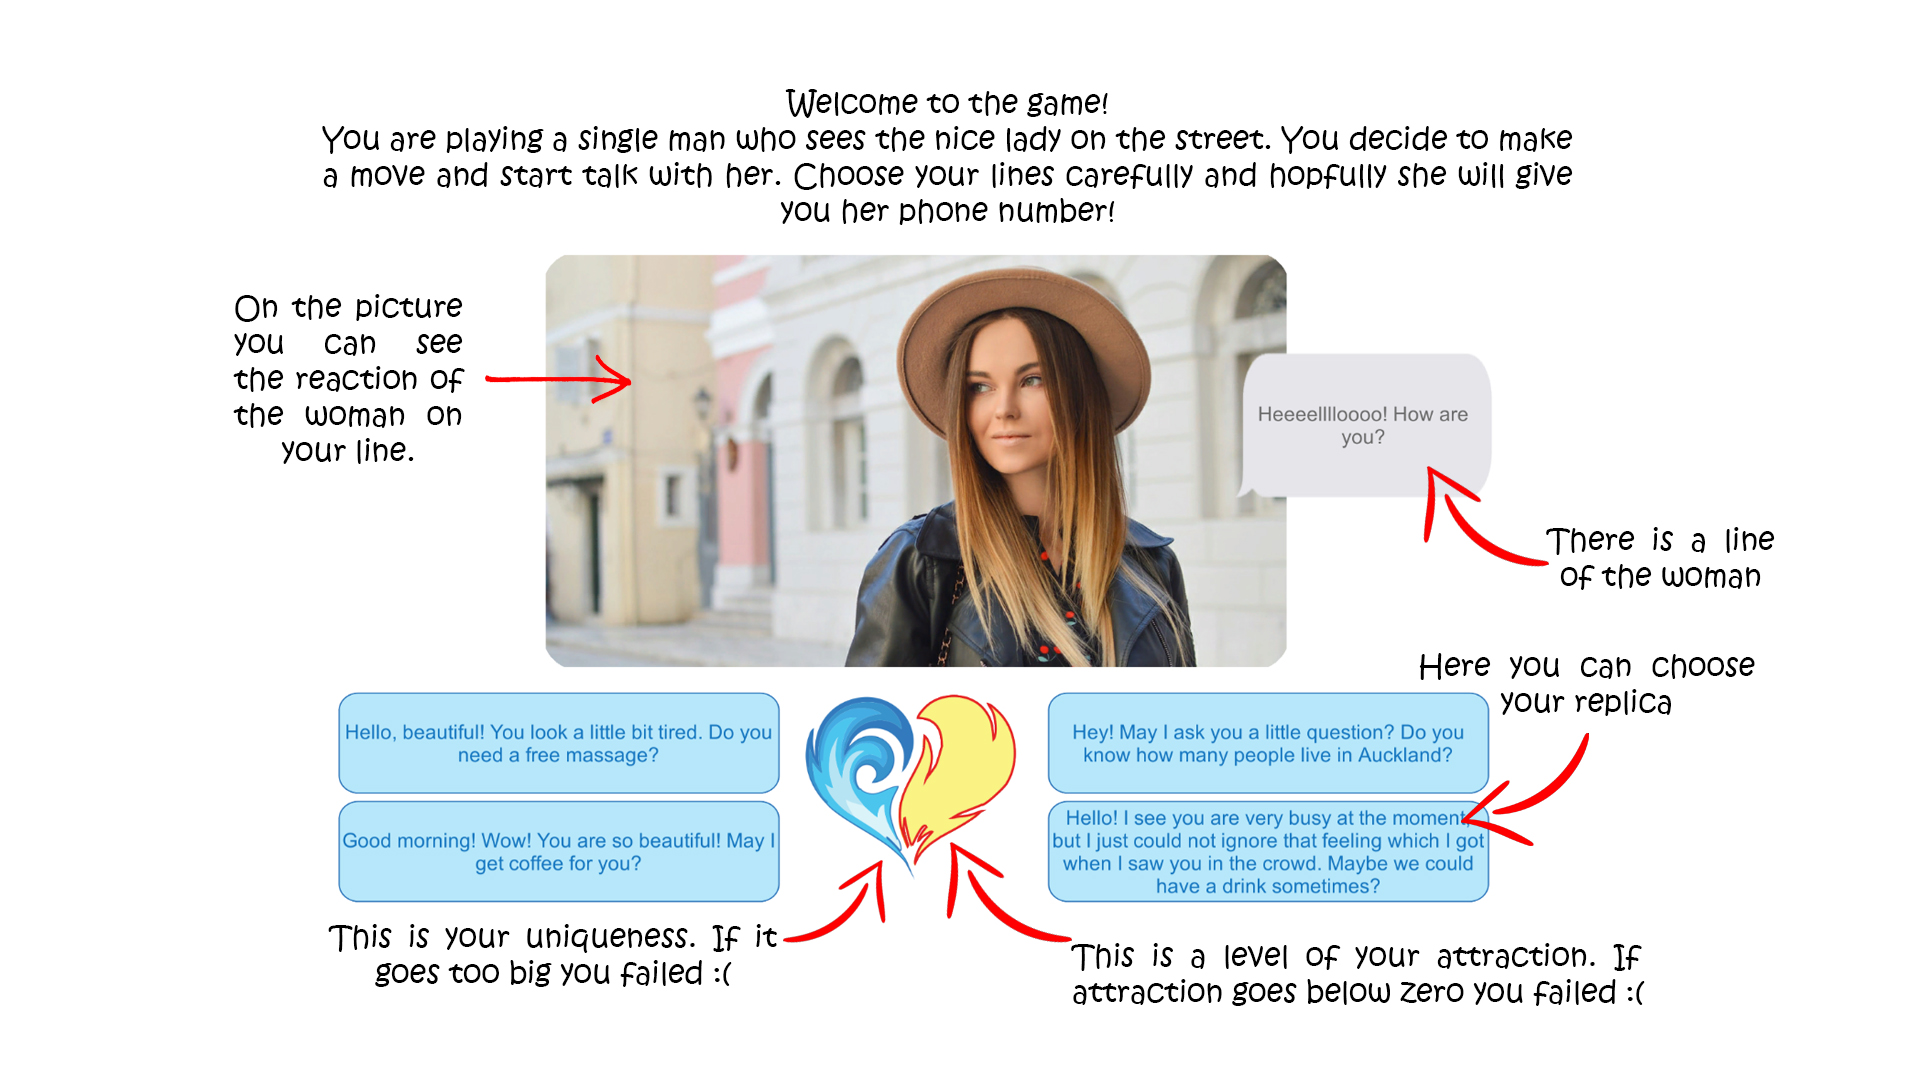 Welcome to the game!
You are playing a single man who sees the nice lady on the street. You decide to make
a move and start talk with her. Choose your lines carefully and hopfully she will give
you her phone number!
On the picture
you can see
the reaction of
the woman on
your line.
Heeeelllloooo! How are
you?
There is a line
of the woman
Here you can choose
your replica
Hello, beautiful! You look a little bit tired. Do you
need a free massage?
Hey! May I ask you a little question? Do you
know how many people live in Auckland?
Good morning! Wow! You are so beautiful! May I
get coffee for you?
Hello! I see you are very busy at the moment,
but I just could not ignore that feeling which I got
when I saw you in the crowd. Maybe we could
have a drink sometimes?
This is your uniqueness. If it
goes too big you failed :(
This is a level of your attraction. If
attraction goes below zero you failed :(